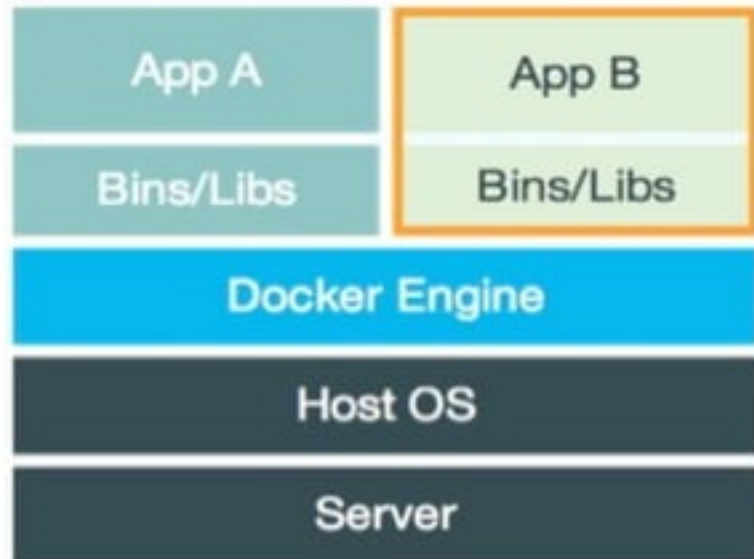 App A
App B
Bins/Libs
Bins/Libs
Docker Engine
Host OS
Server